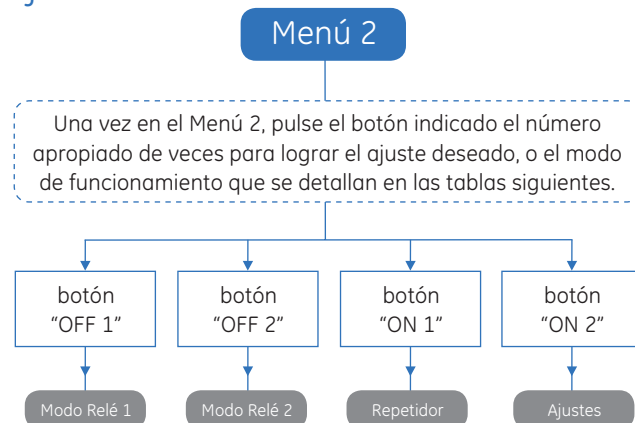 Menú 2
Una vez en el Menú 2, pulse el botón indicado el número
apropiado de veces para lograr el ajuste deseado, o el modo
de funcionamiento que se detallan en las tablas siguientes.
botón
“OFF 1”
botón
“OFF 2”
botón
“ON 1”
botón
“ON 2”
Modo Relé 1
Modo Relé 2
Repetidor
Ajustes